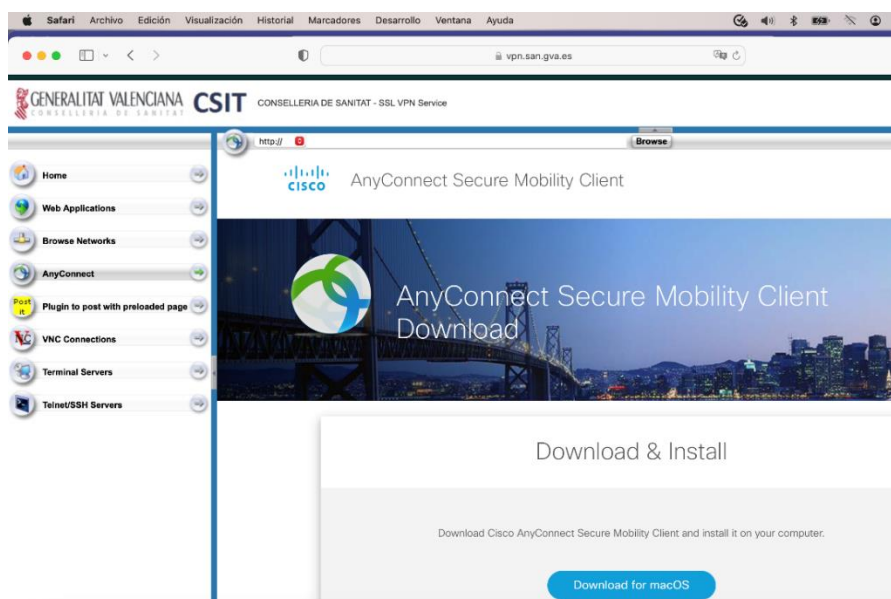 Safari Archivo Edición Visualización Historial Marcadores Desarrollo Ventana Ayuda
vpn.san.gva.es
GENERALITAT VALENCIANA CSIT CONSELLERIA DE SANITAT - SSL VPN Service
CONSELLERIA DE SANITAT
http:// Browse
Home
Web Applications
Browse Networks
AnyConnect
Post it Plugin to post with preloaded page
VNC Connections
Terminal Servers
Telnet/SSH Servers
CISCO AnyConnect Secure Mobility Client
AnyConnect Secure Mobility Client
Download
Download & Install
Download Cisco AnyConnect Secure Mobility Client and install it on your computer.
Download for macOS